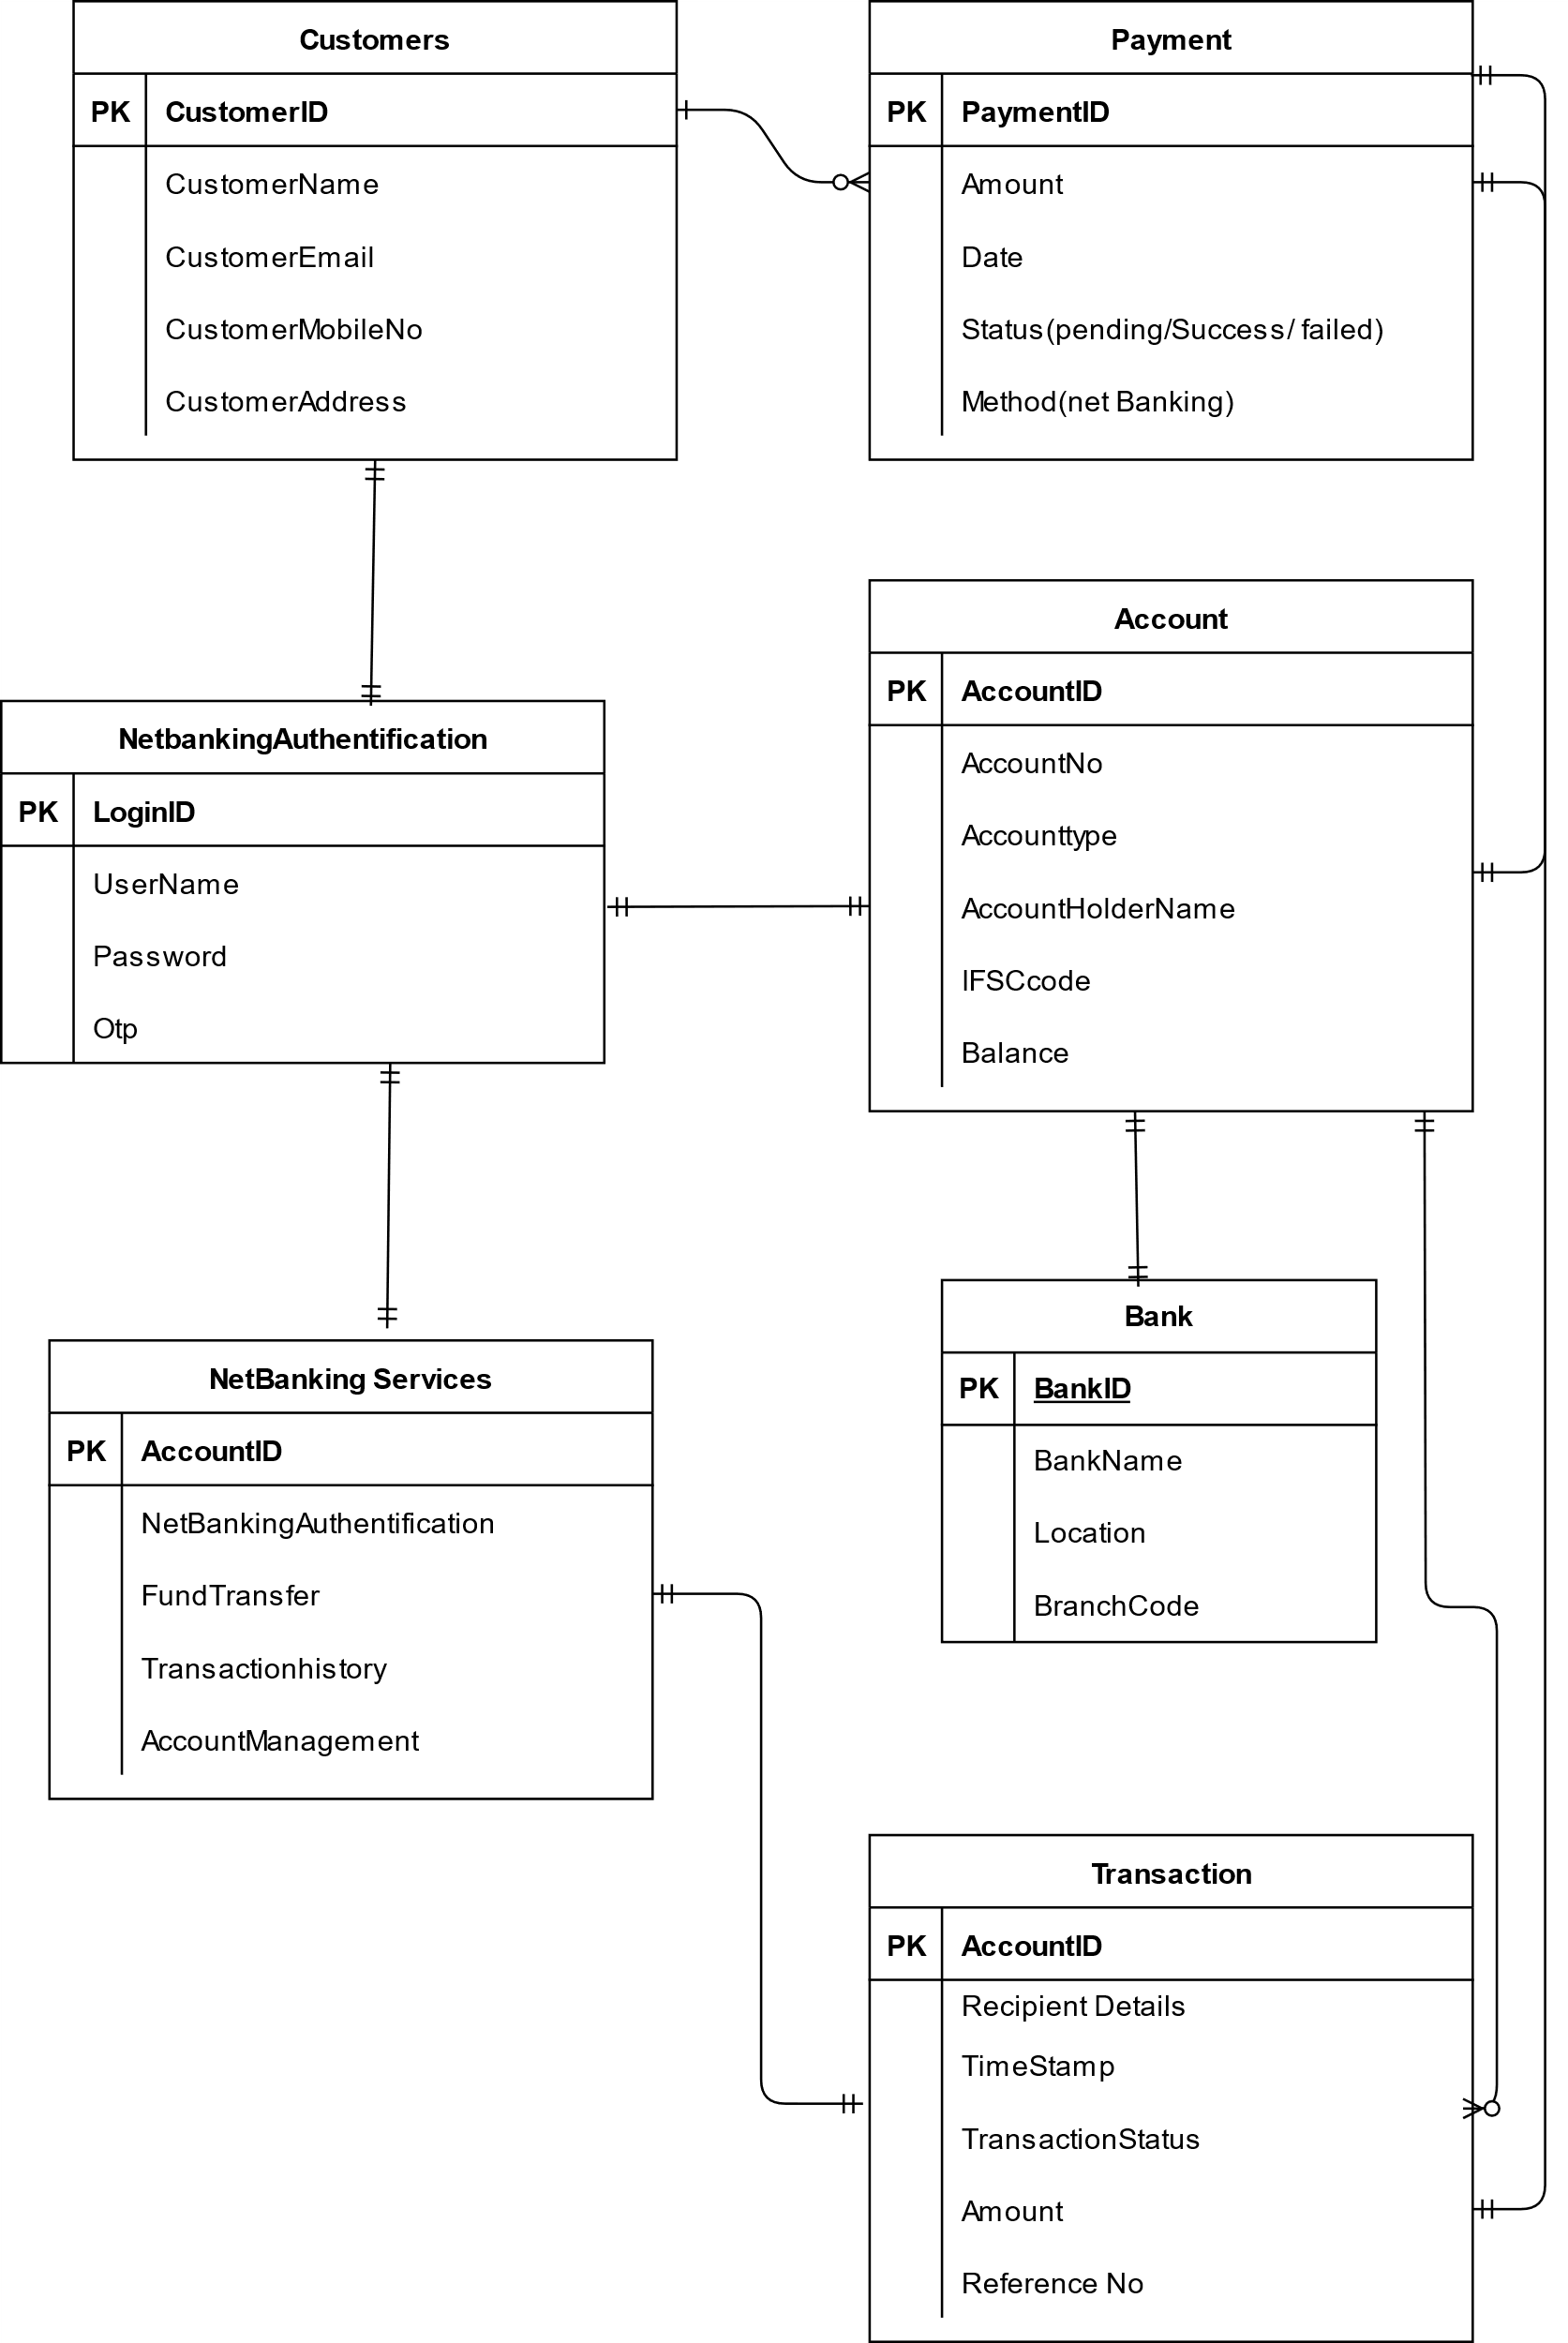 Customers
PK CustomerID
CustomerName
CustomerEmail
CustomerMobileNo
CustomerAddress
Payment
PK PaymentID
Amount
Date
Status(pending/Success/ failed)
Method(net Banking)
Account
PK AccountID
AccountNo
Accounttype
AccountHolderName
IFSCcode
Balance
NetbankingAuthentification
PK LoginID
UserName
Password
Otp
Bank
PK BankID
BankName
Location
BranchCode
NetBanking Services
PK AccountID
NetBankingAuthentification
FundTransfer
Transactionhistory
AccountManagement
Transaction
PK AccountID
Recipient Details
TimeStamp
TransactionStatus
Amount
Reference No